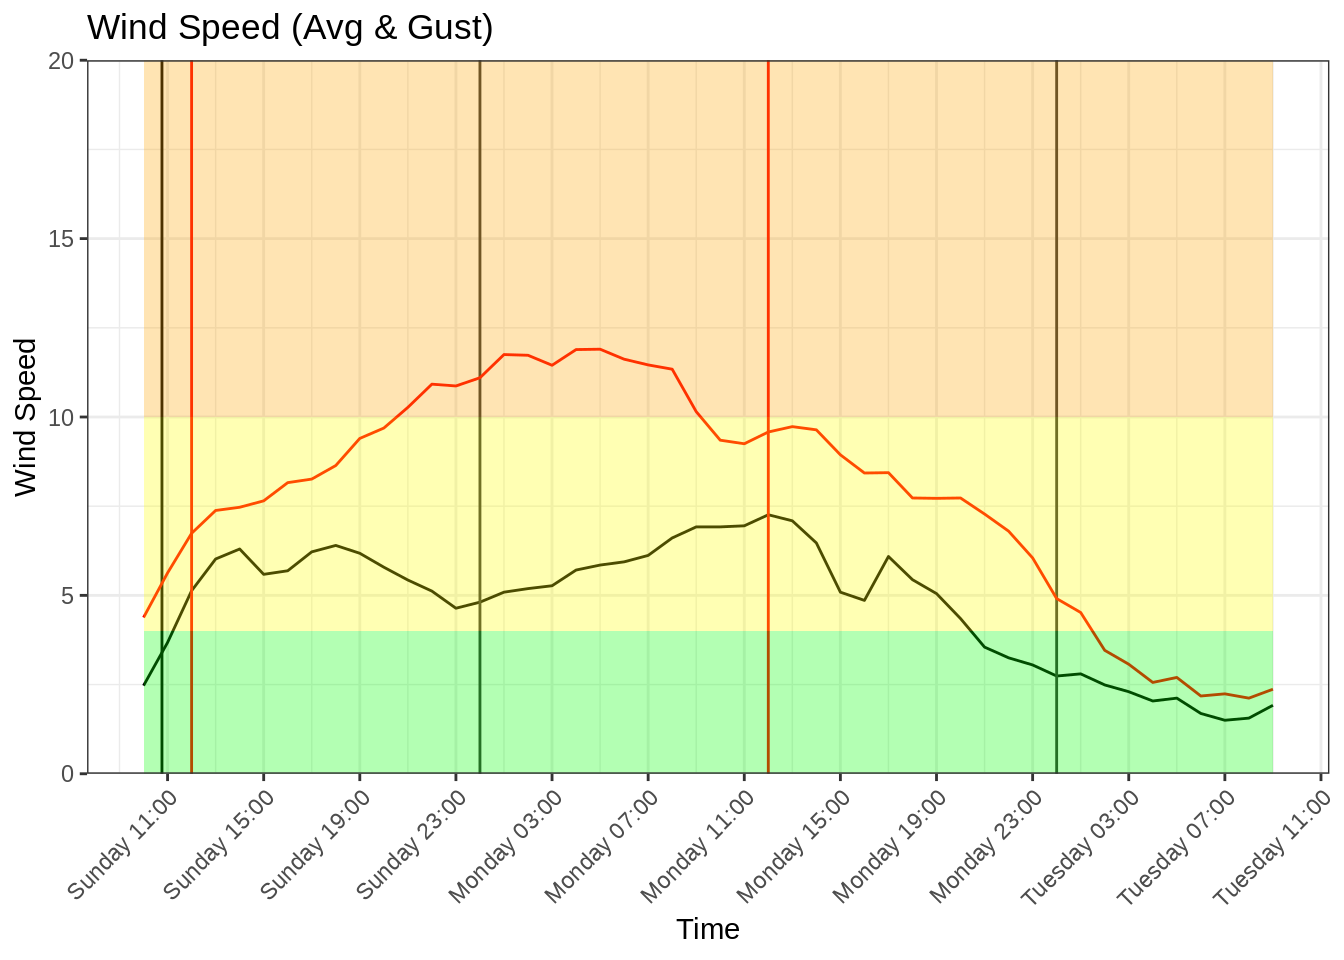 Wind Speed (Avg & Gust)
20
15
10
5
0
Wind Speed
Sunday 11:00
Sunday 15:00
Sunday 19:00
Sunday 23:00
Monday 03:00
Monday 07:00
Monday 11:00
Monday 15:00
Monday 19:00
Monday 23:00
Tuesday 03:00
Tuesday 07:00
Tuesday 11:00
Time